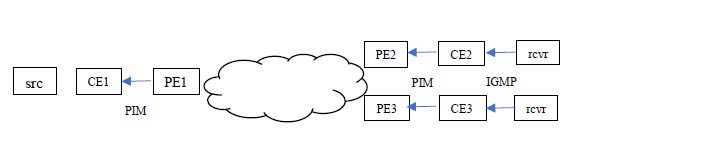 PE2
CE2
rcvr
src
CE1
PE1
PIM
IGMP
PIM
PE3
CE3
rcvr